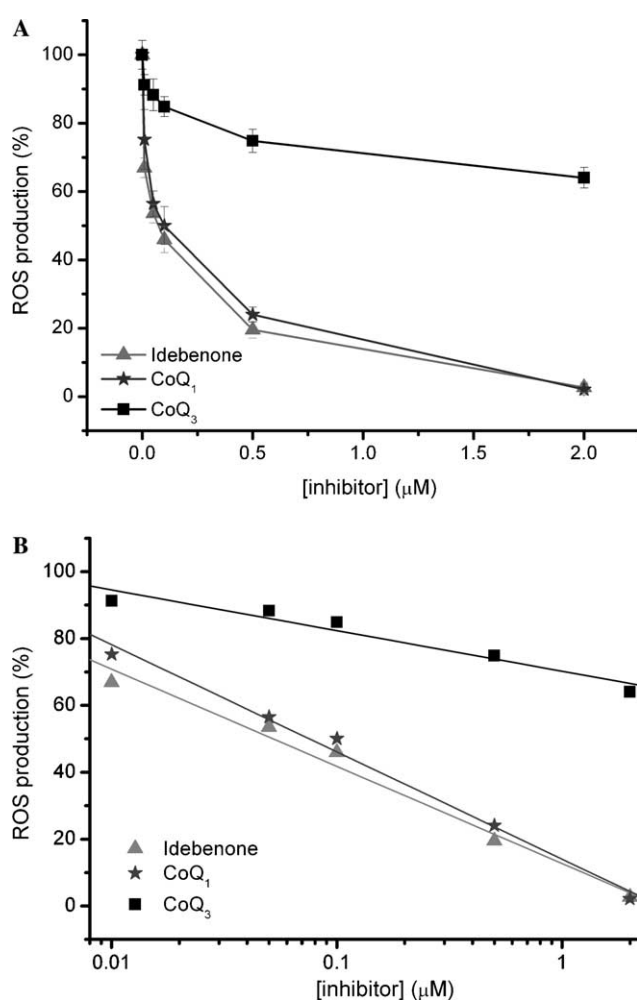 A
ROS production (%)
100
80
60
40
20
0
Idebenone
CoQ₁
CoQ₃
0.0 0.5 1.0 1.5 2.0
[inhibitor] (μM)
B
ROS production (%)
100
80
60
40
20
0
Idebenone
CoQ₁
CoQ₃
0.01 0.1 1
[inhibitor] (μM)